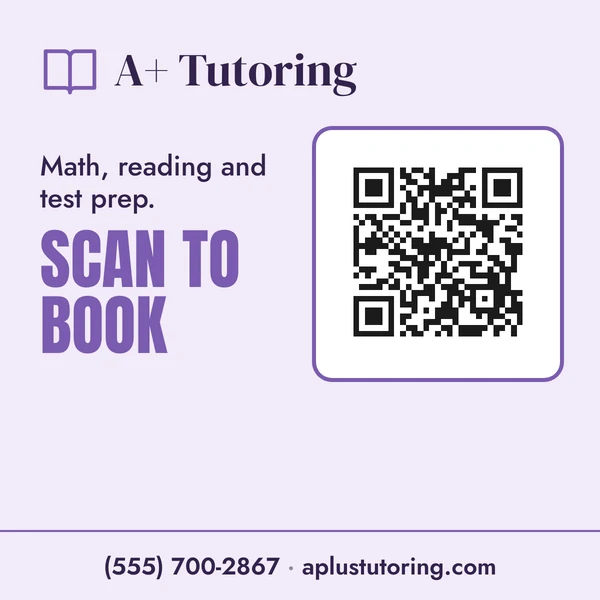 A+ Tutoring
Math, reading and
test prep.
SCAN TO
BOOK
(555) 700-2867 · aplustutoring.com